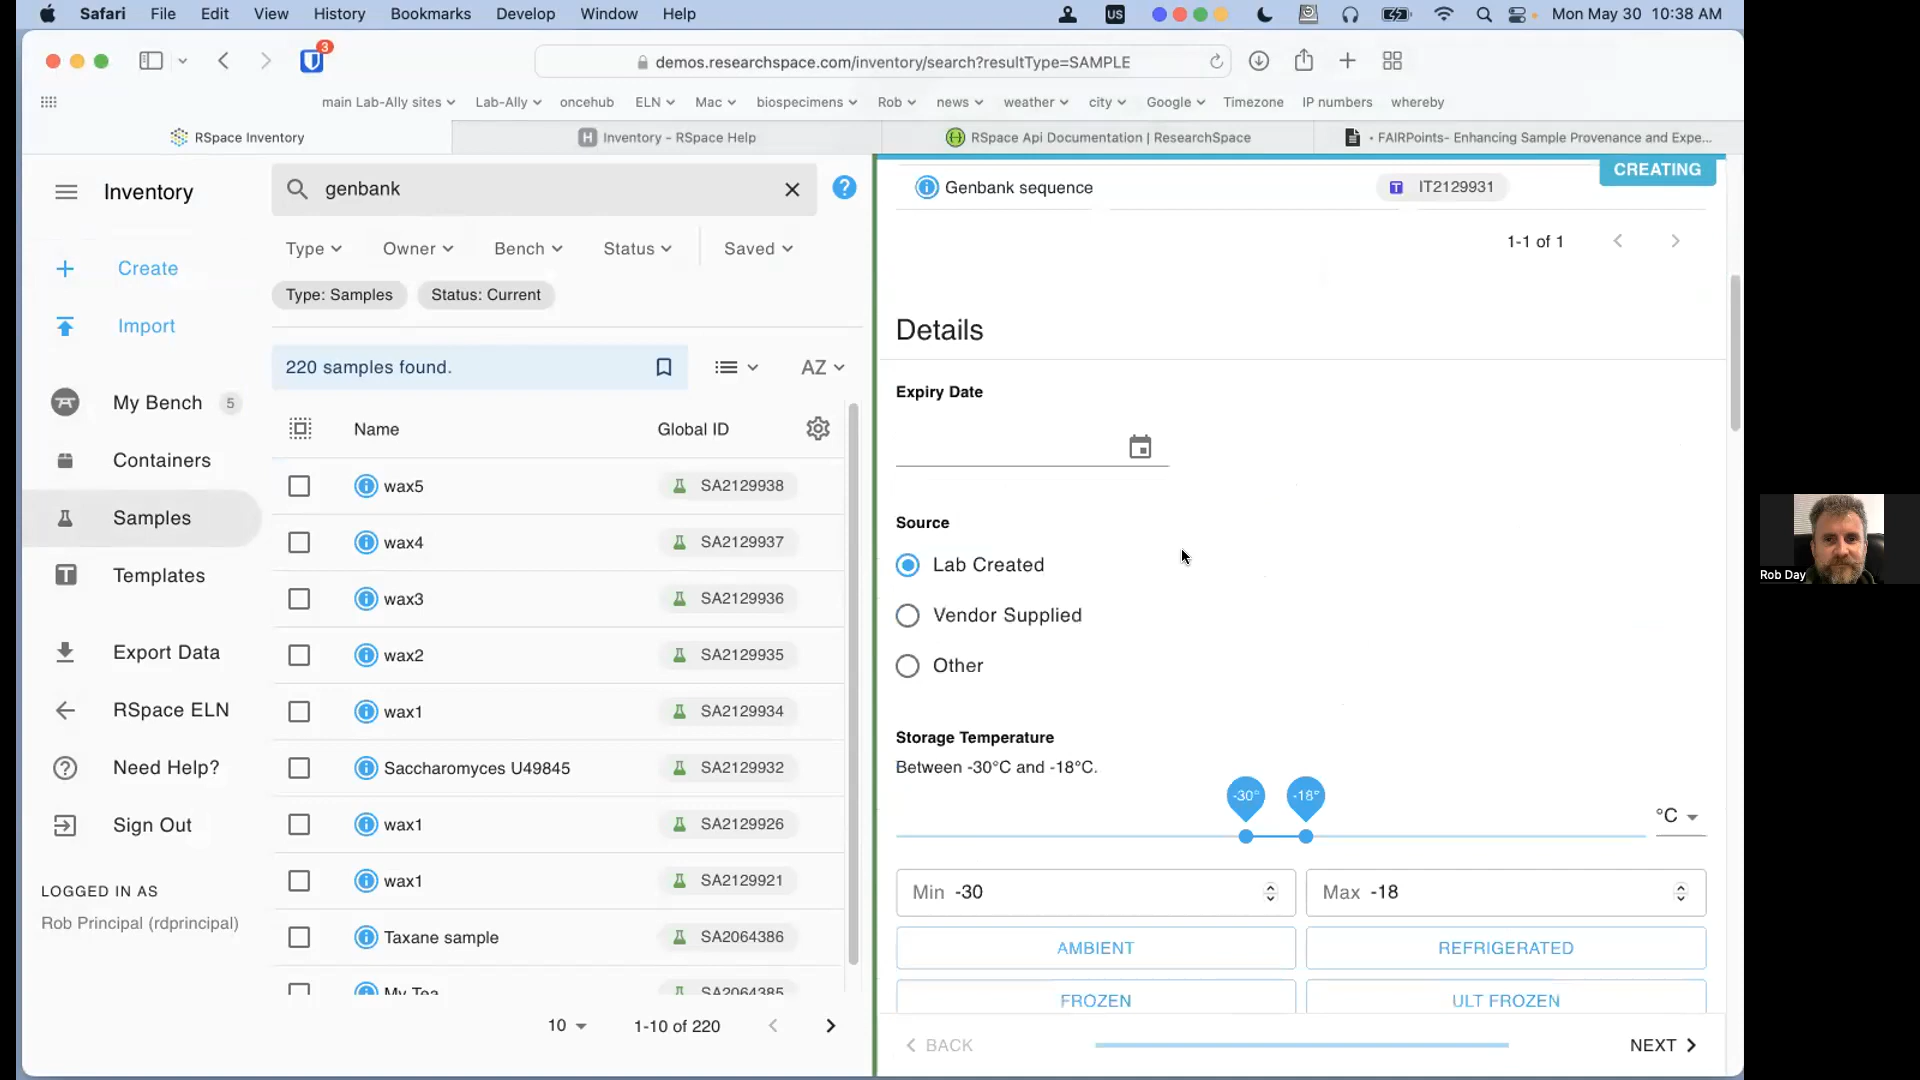 Safari File Edit View History Bookmarks Develop Window Help US Mon May 30 10:38 AM
3 demos.researchspace.com/inventory/search?resultType=SAMPLE
main Lab-Ally sites Lab-Ally oncehub ELN Mac biospecimens Rob news weather city Google Timezone IP numbers whereby
RSpace Inventory H Inventory – RSpace Help RSpace Api Documentation | ResearchSpace - FAIRPoints- Enhancing Sample Provenance and Expe...
Inventory
Create
Import
My Bench 5
Containers
Samples
Templates
Export Data
RSpace ELN
Need Help?
Sign Out
LOGGED IN AS
Rob Principal (rdprincipal)
genbank
Type Owner Bench Status Saved
Type: Samples Status: Current
220 samples found. AZ
Name Global ID
wax5 SA2129938
wax4 SA2129937
wax3 SA2129936
wax2 SA2129935
wax1 SA2129934
Saccharomyces U49845 SA2129932
wax1 SA2129926
wax1 SA2129921
Taxane sample SA2064386
My Tea SA2064385
10 1-10 of 220
CREATING
Genbank sequence T IT2129931
1-1 of 1
Details
Expiry Date
Source
Lab Created
Vendor Supplied
Other
Storage Temperature
Between -30°C and -18°C.
-30° -18°
°C
Min -30 Max -18
AMBIENT REFRIGERATED
FROZEN ULT FROZEN
BACK NEXT
Rob Day